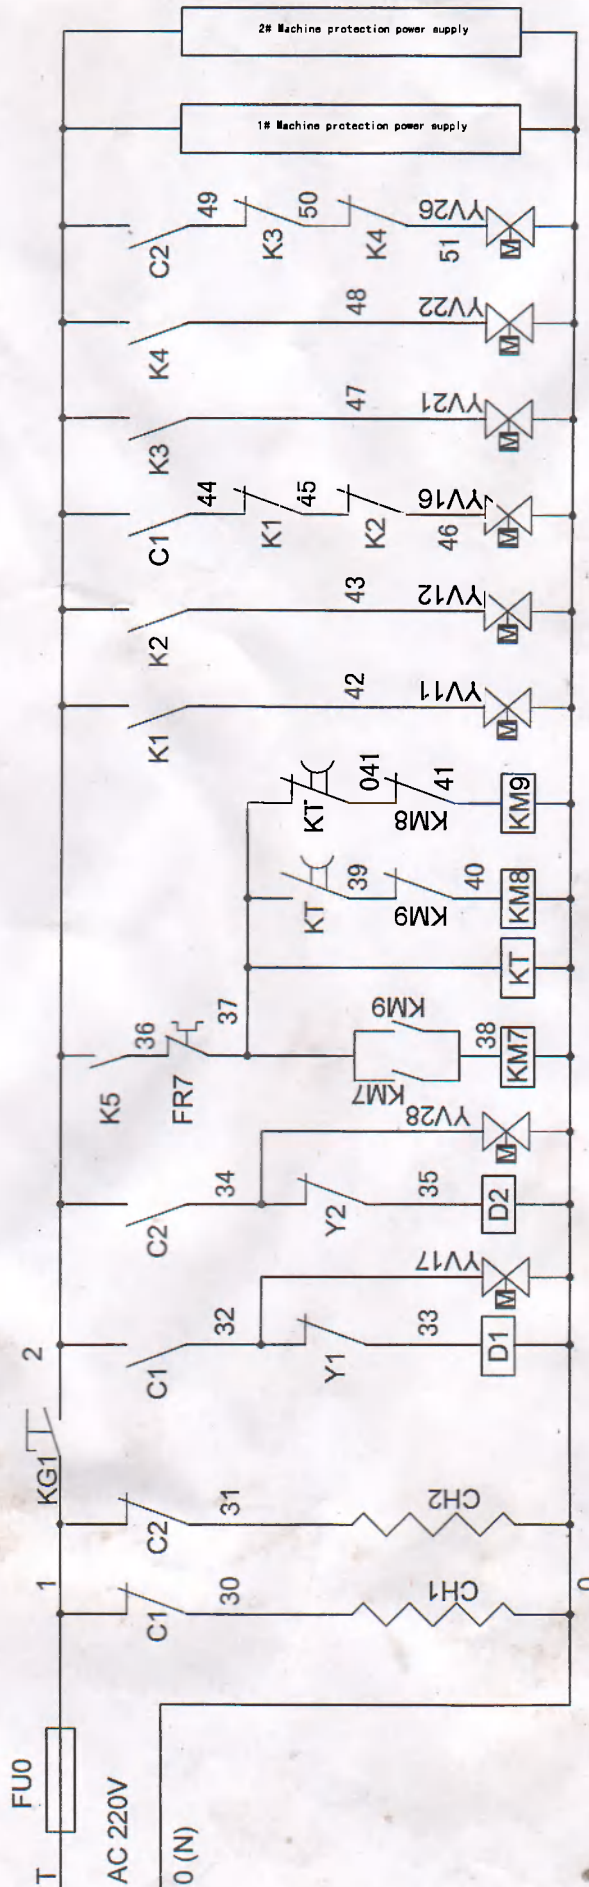 2# Machine protection power supply
1# Machine protection power supply
C2
49
K3
50
K4
51
YV26
M
K4
48
YV22
M
K3
47
YV21
M
C1
44
K1
45
K2
46
YV16
M
K2
43
YV12
M
K1
42
YV11
M
KT
041
KM8
41
KM9
KT
39
KM9
40
KM8
KT
K5
36
FR7
37
KM7
KM9
38
KM7
C2
34
Y2
35
D2
YV28
M
2
C1
32
Y1
33
D1
YV17
M
KG1
C2
31
CH2
1
C1
30
CH1
FU0
T
AC 220V
0 (N)